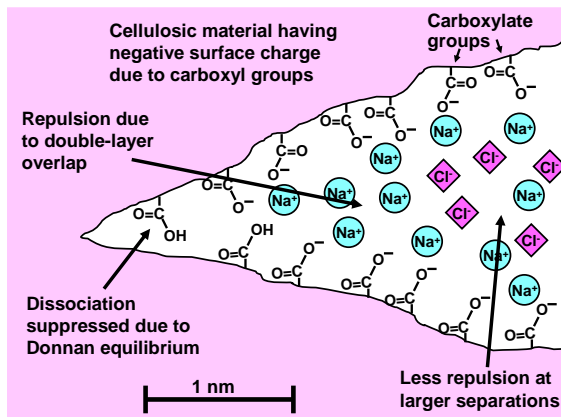 Cellulosic material having
negative surface charge
due to carboxyl groups
Carboxylate
groups
Repulsion due
to double-layer
overlap
C O O−
C O O−
C O O−
C O O−
C O O−
C O O−
C O OH
Na⁺
Na⁺
Na⁺
Cl⁻
Cl⁻
Cl⁻
Na⁺
Na⁺
Na⁺
Na⁺
Cl⁻
Na⁺
Na⁺
Cl⁻
Na⁺
Na⁺
O C OH
O C O−
O C O−
O C O−
O C O−
O C O−
Dissociation
suppressed due to
Donnan equilibrium
1 nm
Less repulsion at
larger separations